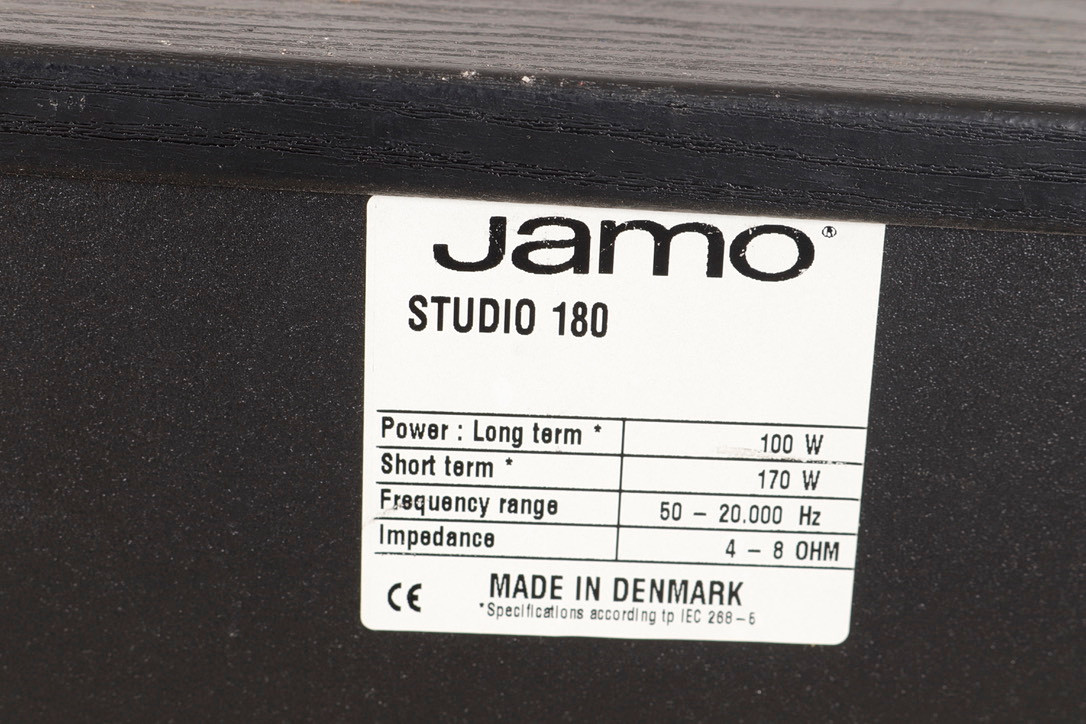 Jamo®
STUDIO 180
Power : Long term * 100 W
Short term * 170 W
Frequency range 50 – 20.000 Hz
Impedance 4 – 8 OHM
CE MADE IN DENMARK
*Specifications according tp IEC 268–5